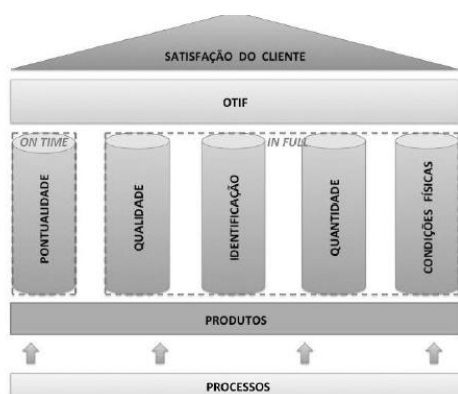 SATISFAÇÃO DO CLIENTE
OTIF
ON TIME
IN FULL
PONTUALIDADE
QUALIDADE
IDENTIFICAÇÃO
QUANTIDADE
CONDIÇÕES FÍSICAS
PRODUTOS
PROCESSOS